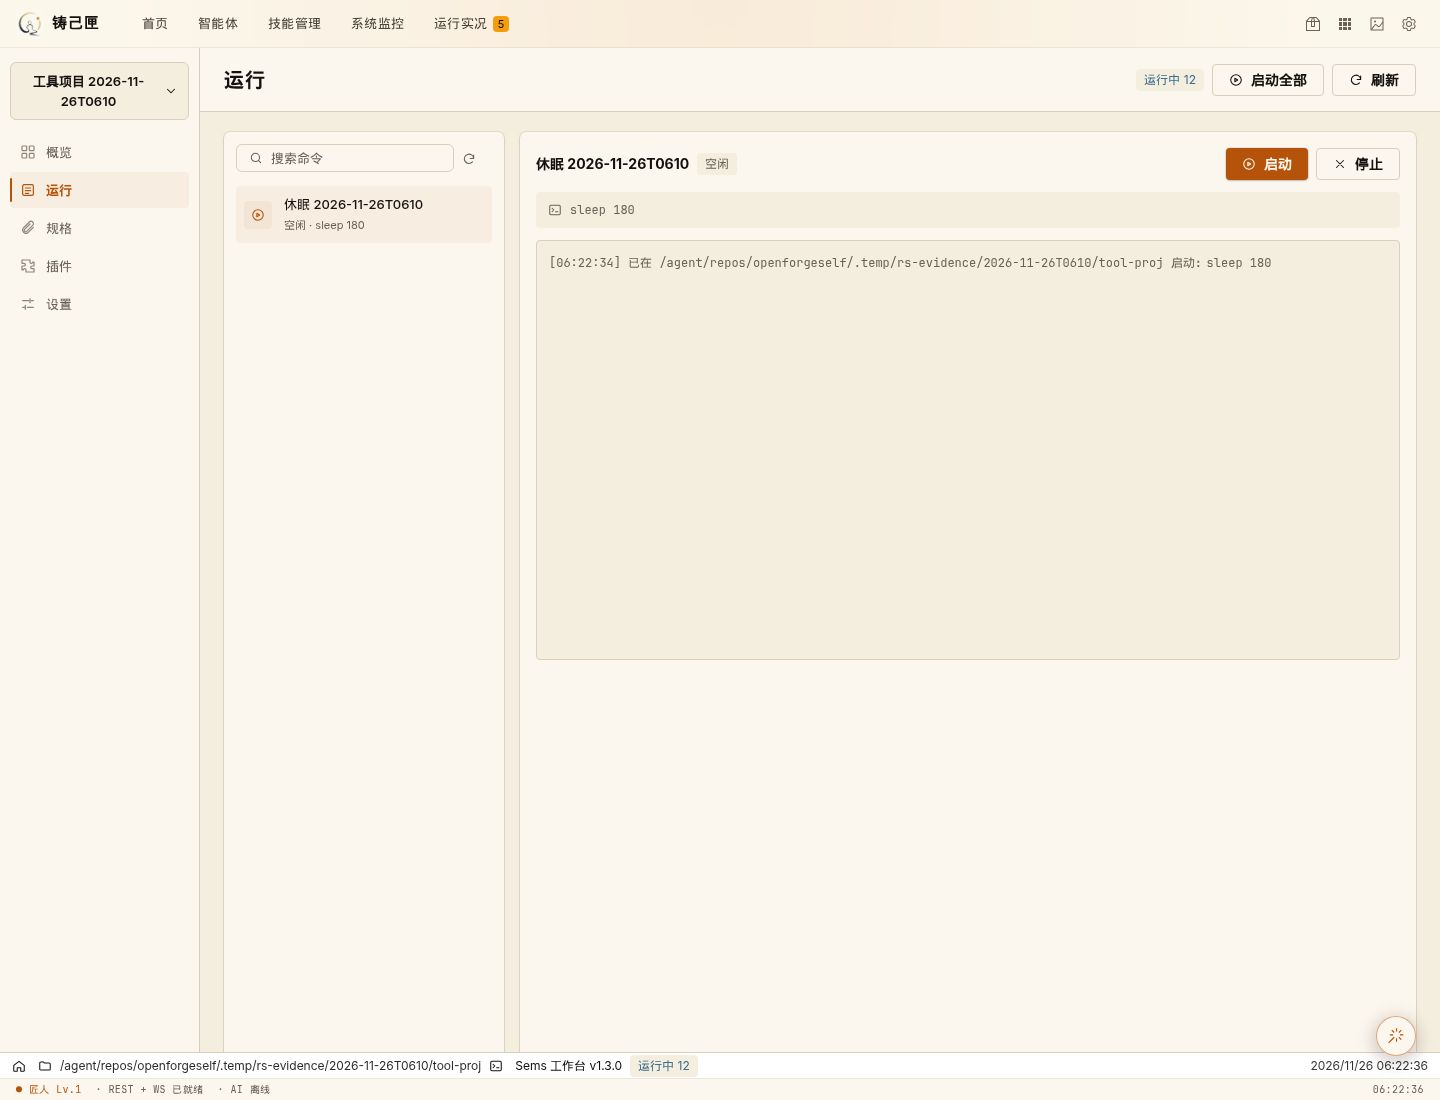 铸己匣
首页
智能体
技能管理
系统监控
运行实况 5
工具项目 2026-11-
26T0610
概览
运行
规格
插件
设置
运行
运行中 12
启动全部
刷新
搜索命令
休眠 2026-11-26T0610
空闲 · sleep 180
休眠 2026-11-26T0610
空闲
启动
停止
sleep 180
[06:22:34] 已在 /agent/repos/openforgeself/.temp/rs-evidence/2026-11-26T0610/tool-proj 启动: sleep 180
/agent/repos/openforgeself/.temp/rs-evidence/2026-11-26T0610/tool-proj
Sems 工作台 v1.3.0
运行中 12
2026/11/26 06:22:36
匠人 Lv.1 · REST + WS 已就绪 · AI 离线
06:22:36